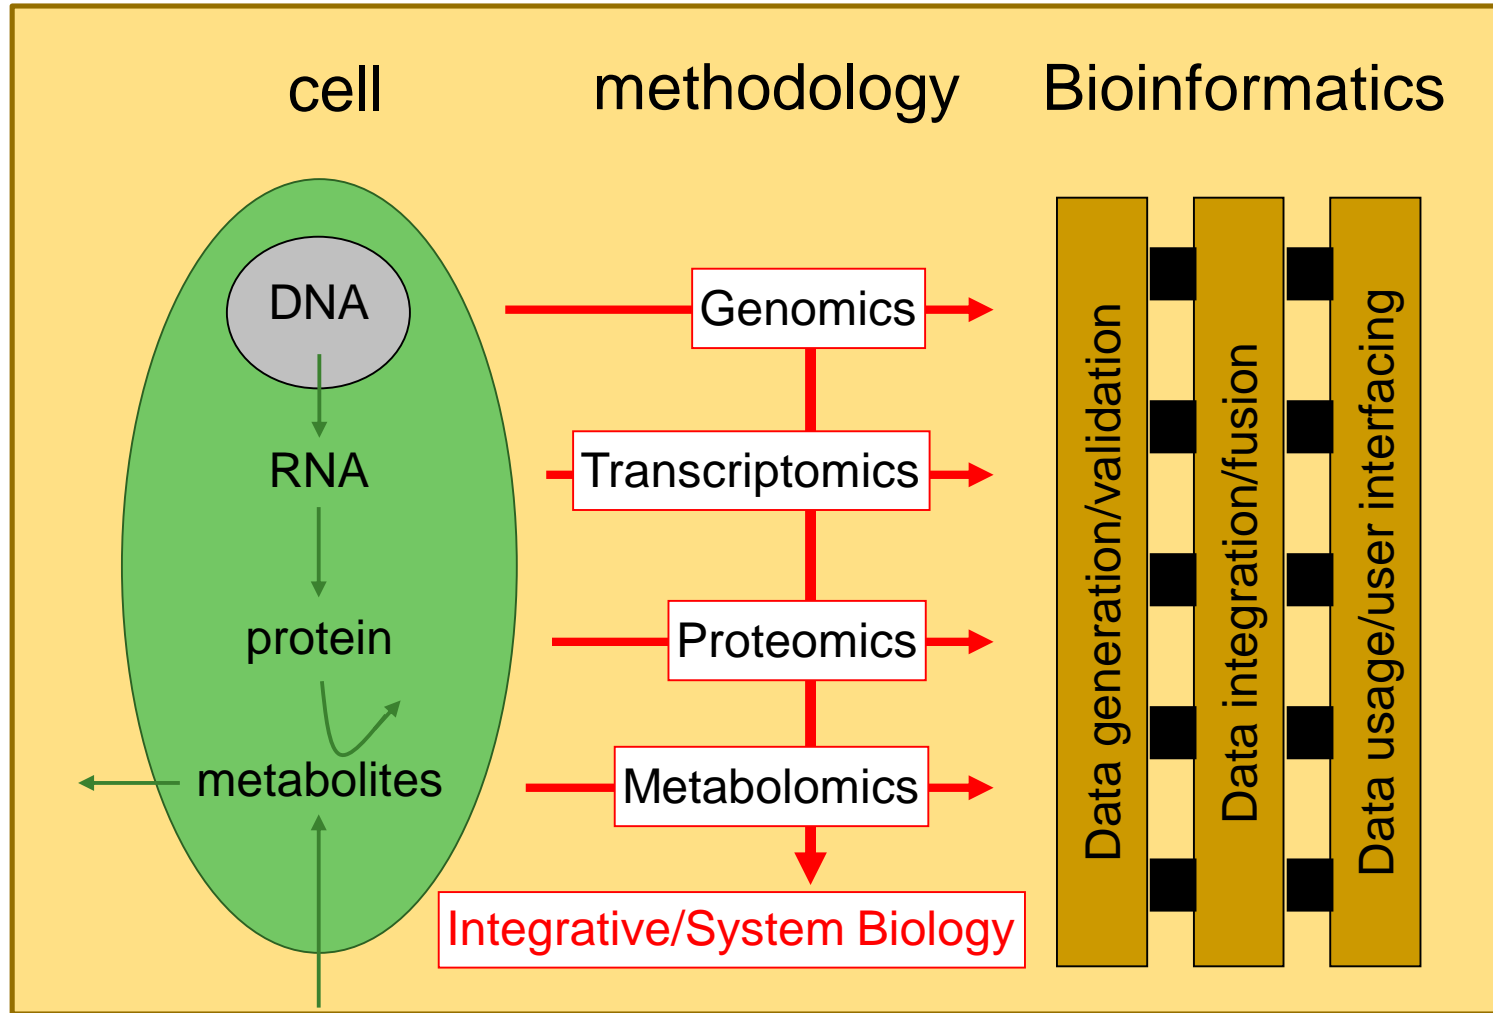 cell
methodology
Bioinformatics
DNA
RNA
protein
metabolites
Genomics
Transcriptomics
Proteomics
Metabolomics
Integrative/System Biology
Data generation/validation
Data integration/fusion
Data usage/user interfacing